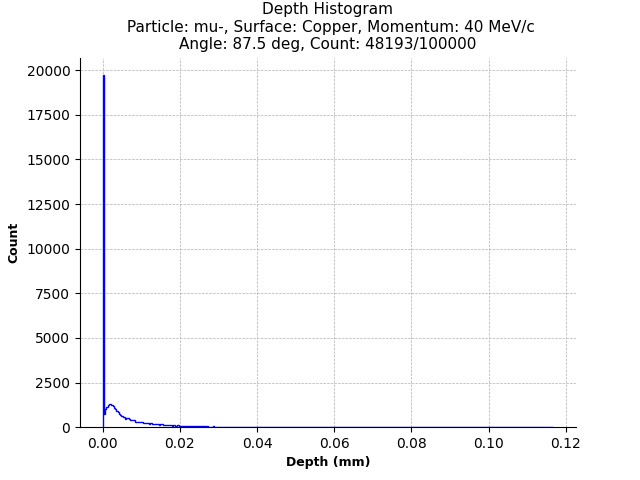 Depth Histogram
Particle: mu-, Surface: Copper, Momentum: 40 MeV/c
Angle: 87.5 deg, Count: 48193/100000
20000
17500
15000
12500
10000
7500
5000
2500
0
Count
0.00 0.02 0.04 0.06 0.08 0.10 0.12
Depth (mm)